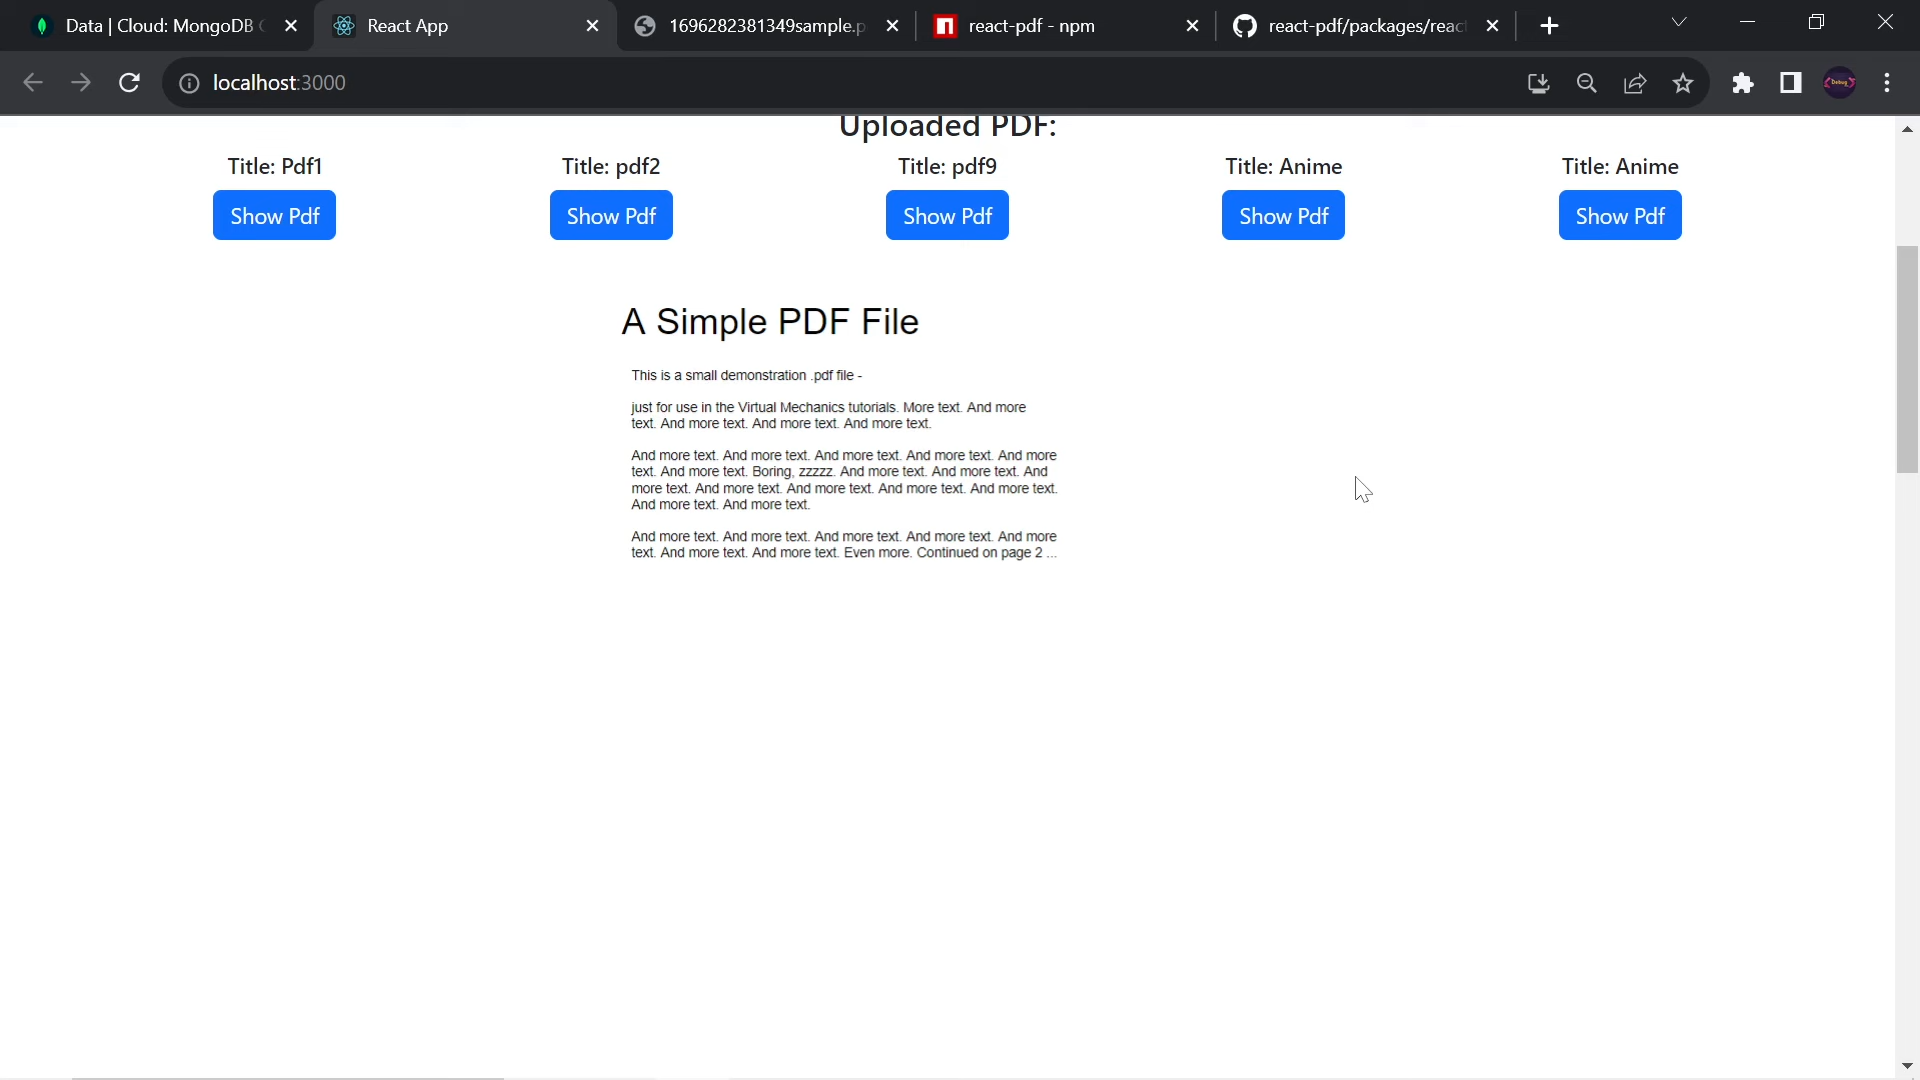 Data | Cloud: MongoDB
React App
1696282381349sample.p
react-pdf - npm
react-pdf/packages/reac
localhost:3000
Debug
Uploaded PDF:
Title: Pdf1
Title: pdf2
Title: pdf9
Title: Anime
Title: Anime
Show Pdf
Show Pdf
Show Pdf
Show Pdf
Show Pdf
A Simple PDF File
This is a small demonstration .pdf file -
just for use in the Virtual Mechanics tutorials. More text. And more
text. And more text. And more text. And more text.
And more text. And more text. And more text. And more text. And more
text. And more text. Boring, zzzzz. And more text. And more text. And
more text. And more text. And more text. And more text. And more text.
And more text. And more text.
And more text. And more text. And more text. And more text. And more
text. And more text. And more text. Even more. Continued on page 2 ...